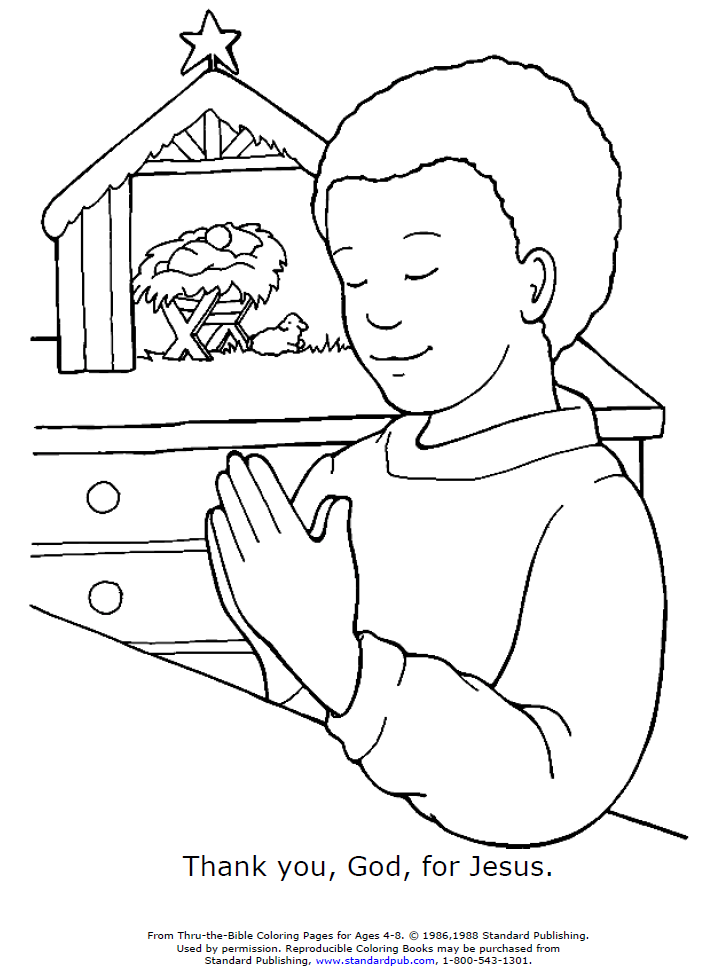 Thank you, God, for Jesus.
From Thru-the-Bible Coloring Pages for Ages 4-8. © 1986,1988 Standard Publishing.
Used by permission. Reproducible Coloring Books may be purchased from
Standard Publishing, www.standardpub.com, 1-800-543-1301.